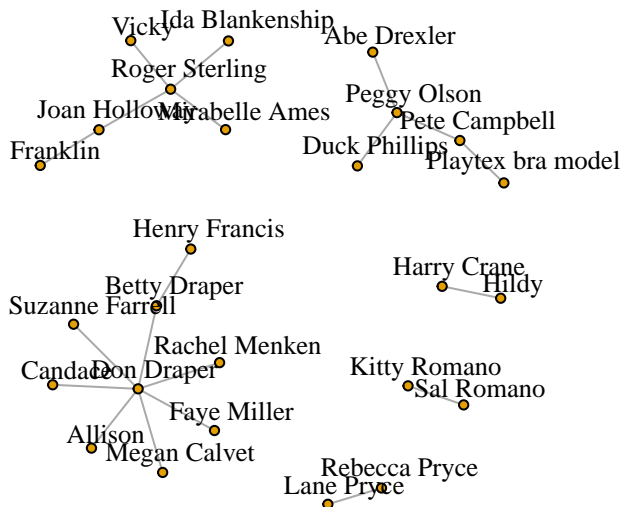 Vicky
Ida Blankenship
Roger Sterling
Joan Holloway
Mirabelle Ames
Franklin
Abe Drexler
Peggy Olson
Pete Campbell
Duck Phillips
Playtex bra model
Henry Francis
Betty Draper
Suzanne Farrell
Rachel Menken
Candace
Don Draper
Faye Miller
Allison
Megan Calvet
Harry Crane
Hildy
Kitty Romano
Sal Romano
Rebecca Pryce
Lane Pryce